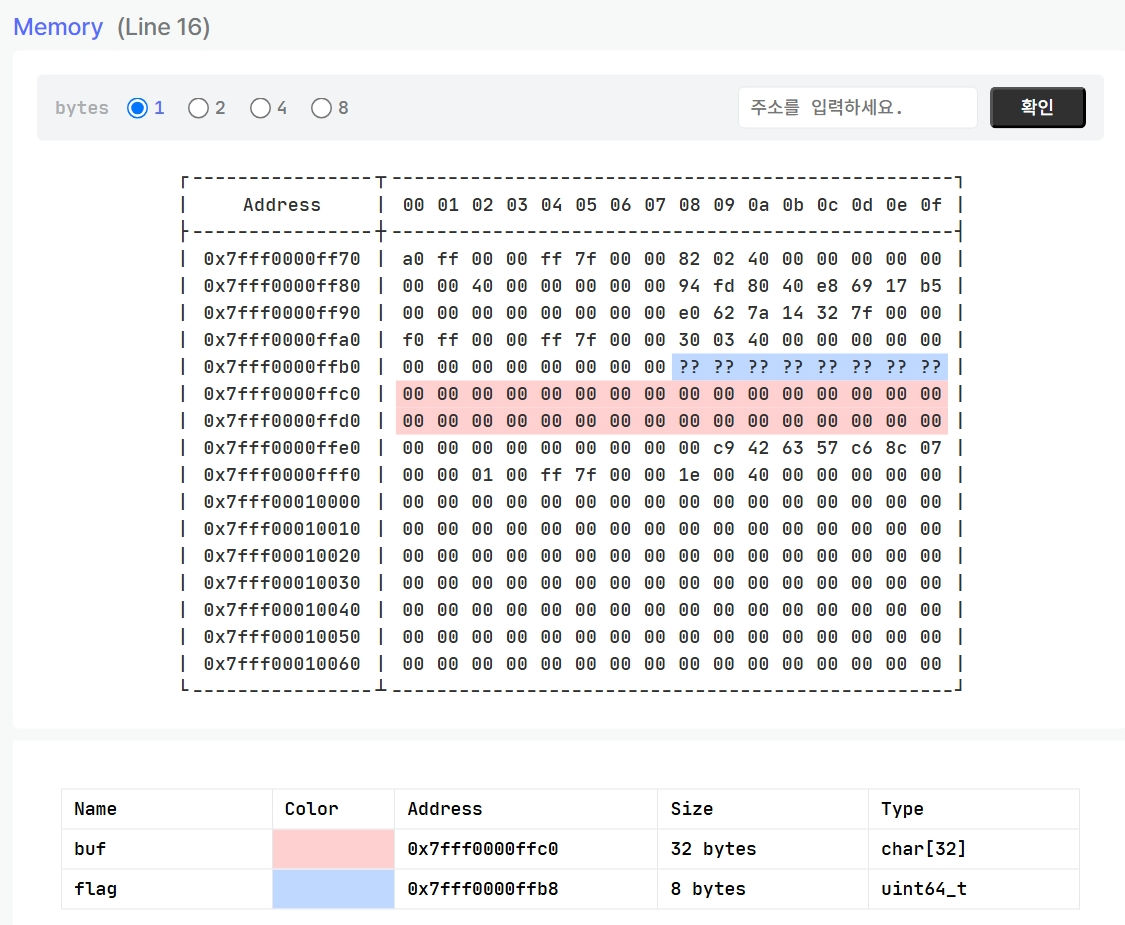 Memory (Line 16)
bytes 1 2 4 8 주소를 입력하세요. 확인
Address | 00 01 02 03 04 05 06 07 08 09 0a 0b 0c 0d 0e 0f |
0x7fff0000ff70 | a0 ff 00 00 ff 7f 00 00 82 02 40 00 00 00 00 00 |
0x7fff0000ff80 | 00 00 40 00 00 00 00 00 94 fd 80 40 e8 69 17 b5 |
0x7fff0000ff90 | 00 00 00 00 00 00 00 00 e0 62 7a 14 32 7f 00 00 |
0x7fff0000ffa0 | f0 ff 00 00 ff 7f 00 00 30 03 40 00 00 00 00 00 |
0x7fff0000ffb0 | 00 00 00 00 00 00 00 00 ?? ?? ?? ?? ?? ?? ?? ?? |
0x7fff0000ffc0 | 00 00 00 00 00 00 00 00 00 00 00 00 00 00 00 00 |
0x7fff0000ffd0 | 00 00 00 00 00 00 00 00 00 00 00 00 00 00 00 00 |
0x7fff0000ffe0 | 00 00 00 00 00 00 00 00 00 c9 42 63 57 c6 8c 07 |
0x7fff0000fff0 | 00 00 01 00 ff 7f 00 00 1e 00 40 00 00 00 00 00 |
0x7fff00010000 | 00 00 00 00 00 00 00 00 00 00 00 00 00 00 00 00 |
0x7fff00010010 | 00 00 00 00 00 00 00 00 00 00 00 00 00 00 00 00 |
0x7fff00010020 | 00 00 00 00 00 00 00 00 00 00 00 00 00 00 00 00 |
0x7fff00010030 | 00 00 00 00 00 00 00 00 00 00 00 00 00 00 00 00 |
0x7fff00010040 | 00 00 00 00 00 00 00 00 00 00 00 00 00 00 00 00 |
0x7fff00010050 | 00 00 00 00 00 00 00 00 00 00 00 00 00 00 00 00 |
0x7fff00010060 | 00 00 00 00 00 00 00 00 00 00 00 00 00 00 00 00 |
Name Color Address Size Type
buf 0x7fff0000ffc0 32 bytes char[32]
flag 0x7fff0000ffb8 8 bytes uint64_t